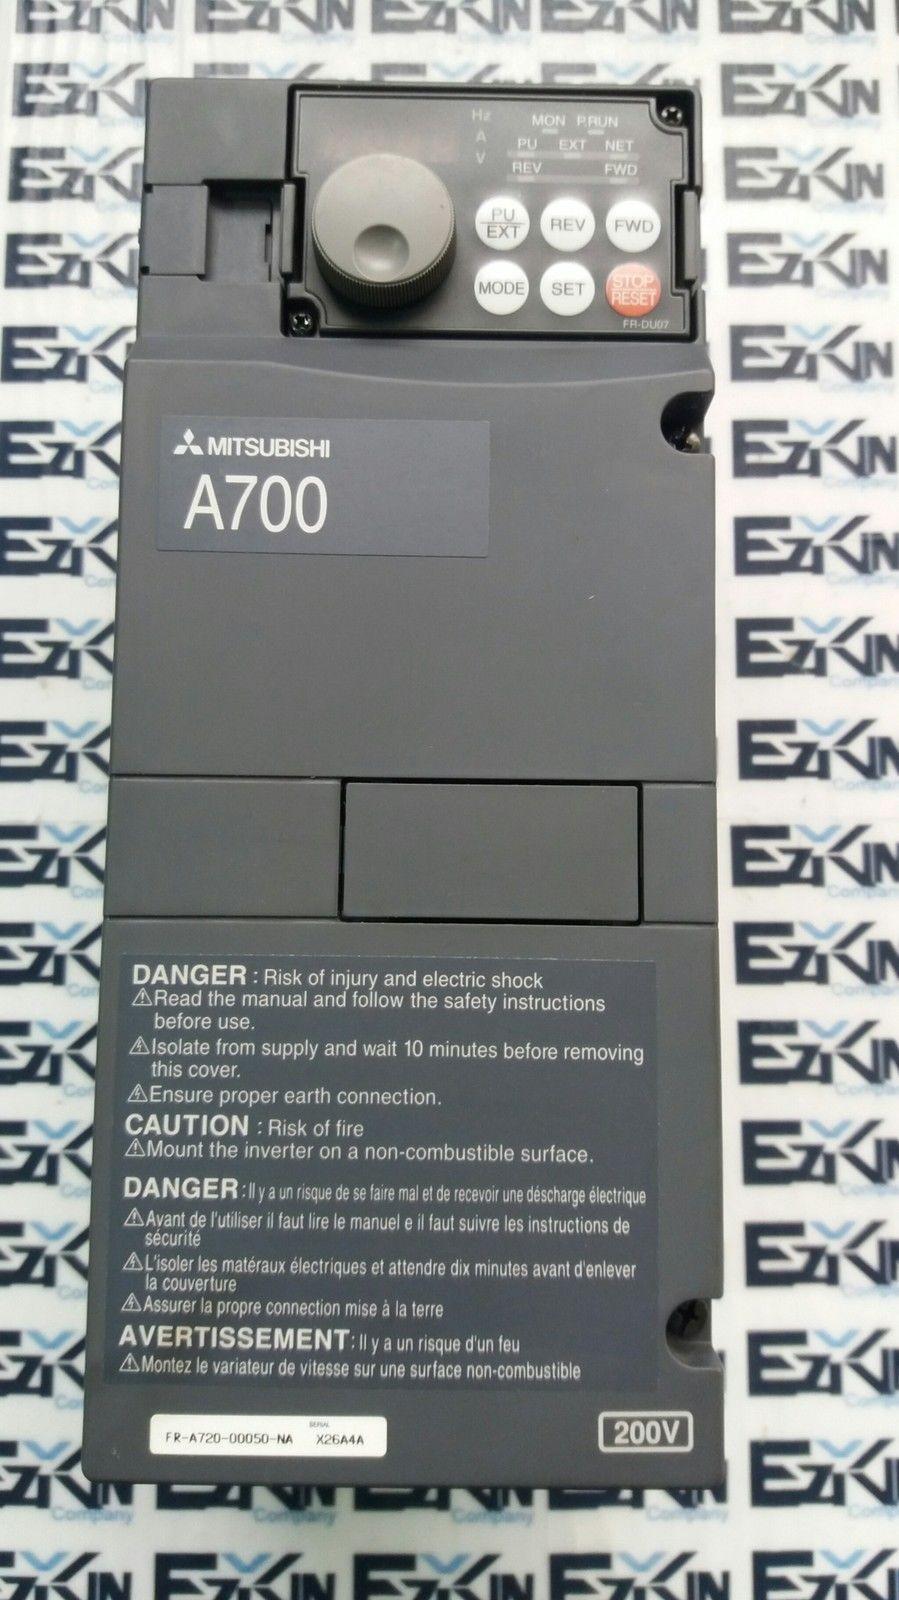 Hz
A
V
MON P.RUN
PU EXT NET
REV FWD
PU
EXT
REV
FWD
MODE
SET
STOP
RESET
FR-DU07
MITSUBISHI
A700
DANGER : Risk of injury and electric shock
Read the manual and follow the safety instructions
before use.
Isolate from supply and wait 10 minutes before removing
this cover.
Ensure proper earth connection.
CAUTION : Risk of fire
Mount the inverter on a non-combustible surface.
DANGER : Il y a un risque de se faire mal et de recevoir une déscharge électrique
Avant de l'utiliser il faut lire le manuel e il faut suivre les instructions de
sécurité
L'isoler les matéraux électriques et attendre dix minutes avant d'enlever
la couverture
Assurer la propre connection mise à la terre
AVERTISSEMENT : Il y a un risque d'un feu
Montez le variateur de vitesse sur une surface non-combustible
SERIAL
FR-A720-00050-NA X26A4A
200V